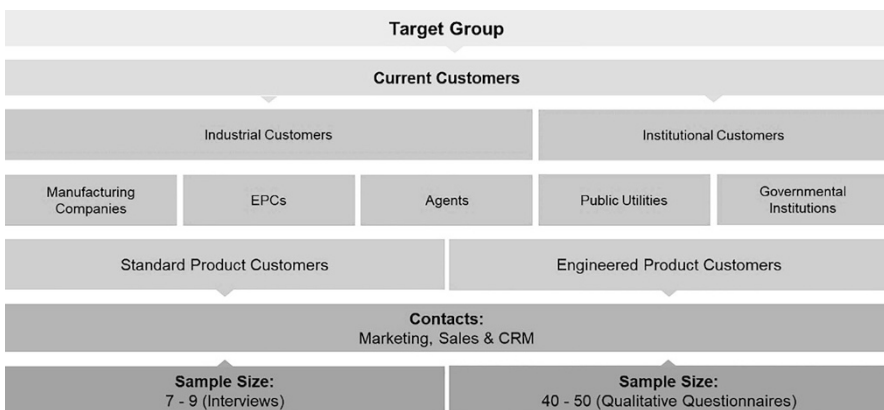 Target Group
Current Customers
Industrial Customers
Institutional Customers
Manufacturing
Companies
EPCs
Agents
Public Utilities
Governmental
Institutions
Standard Product Customers
Engineered Product Customers
Contacts:
Marketing, Sales & CRM
Sample Size:
7 - 9 (Interviews)
Sample Size:
40 - 50 (Qualitative Questionnaires)